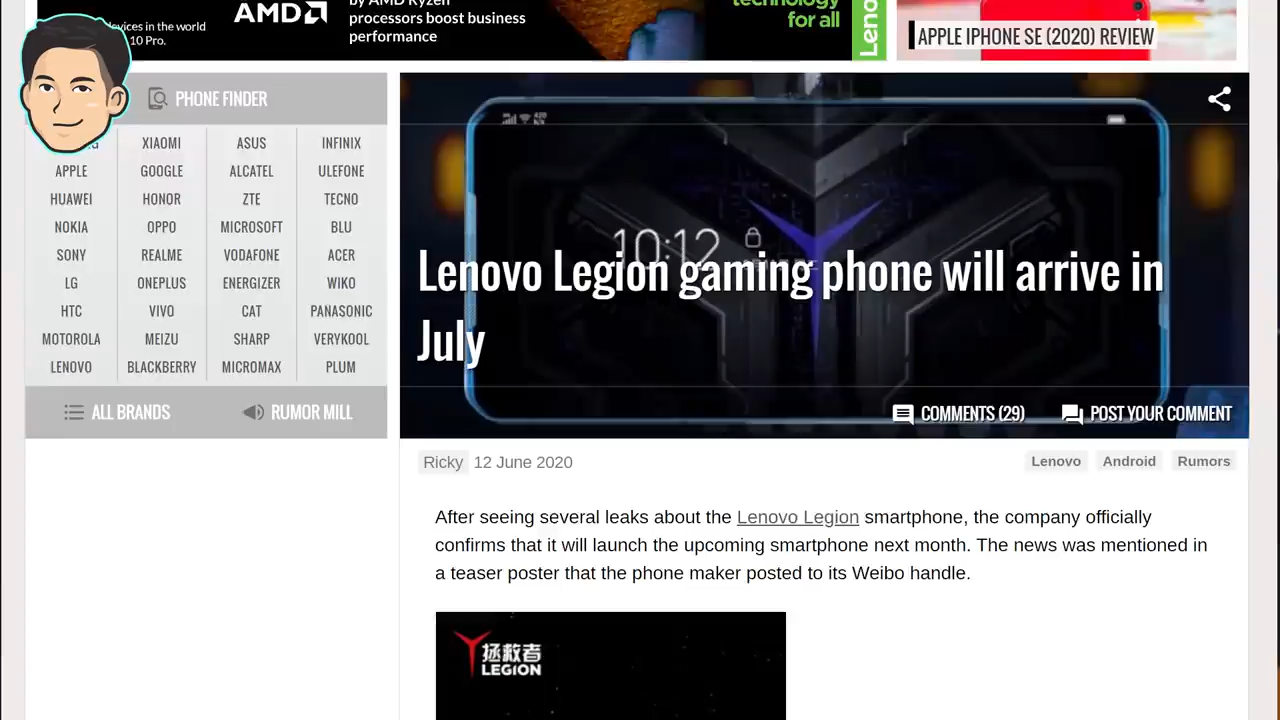 by AMD Ryzen
AMD
processors boost business
performance
devices in the world
10 Pro.
technology
for all
Leno
APPLE IPHONE SE (2020) REVIEW
PHONE FINDER
XIAOMI ASUS INFINIX
APPLE GOOGLE ALCATEL ULEFONE
HUAWEI HONOR ZTE TECNO
NOKIA OPPO MICROSOFT BLU
SONY REALME VODAFONE ACER
LG ONEPLUS ENERGIZER WIKO
HTC VIVO CAT PANASONIC
MOTOROLA MEIZU SHARP VERYKOOL
LENOVO BLACKBERRY MICROMAX PLUM
ALL BRANDS RUMOR MILL
10:12
Lenovo Legion gaming phone will arrive in
July
COMMENTS (29) POST YOUR COMMENT
Ricky 12 June 2020
Lenovo Android Rumors
After seeing several leaks about the Lenovo Legion smartphone, the company officially
confirms that it will launch the upcoming smartphone next month. The news was mentioned in
a teaser poster that the phone maker posted to its Weibo handle.
拯救者
LEGION